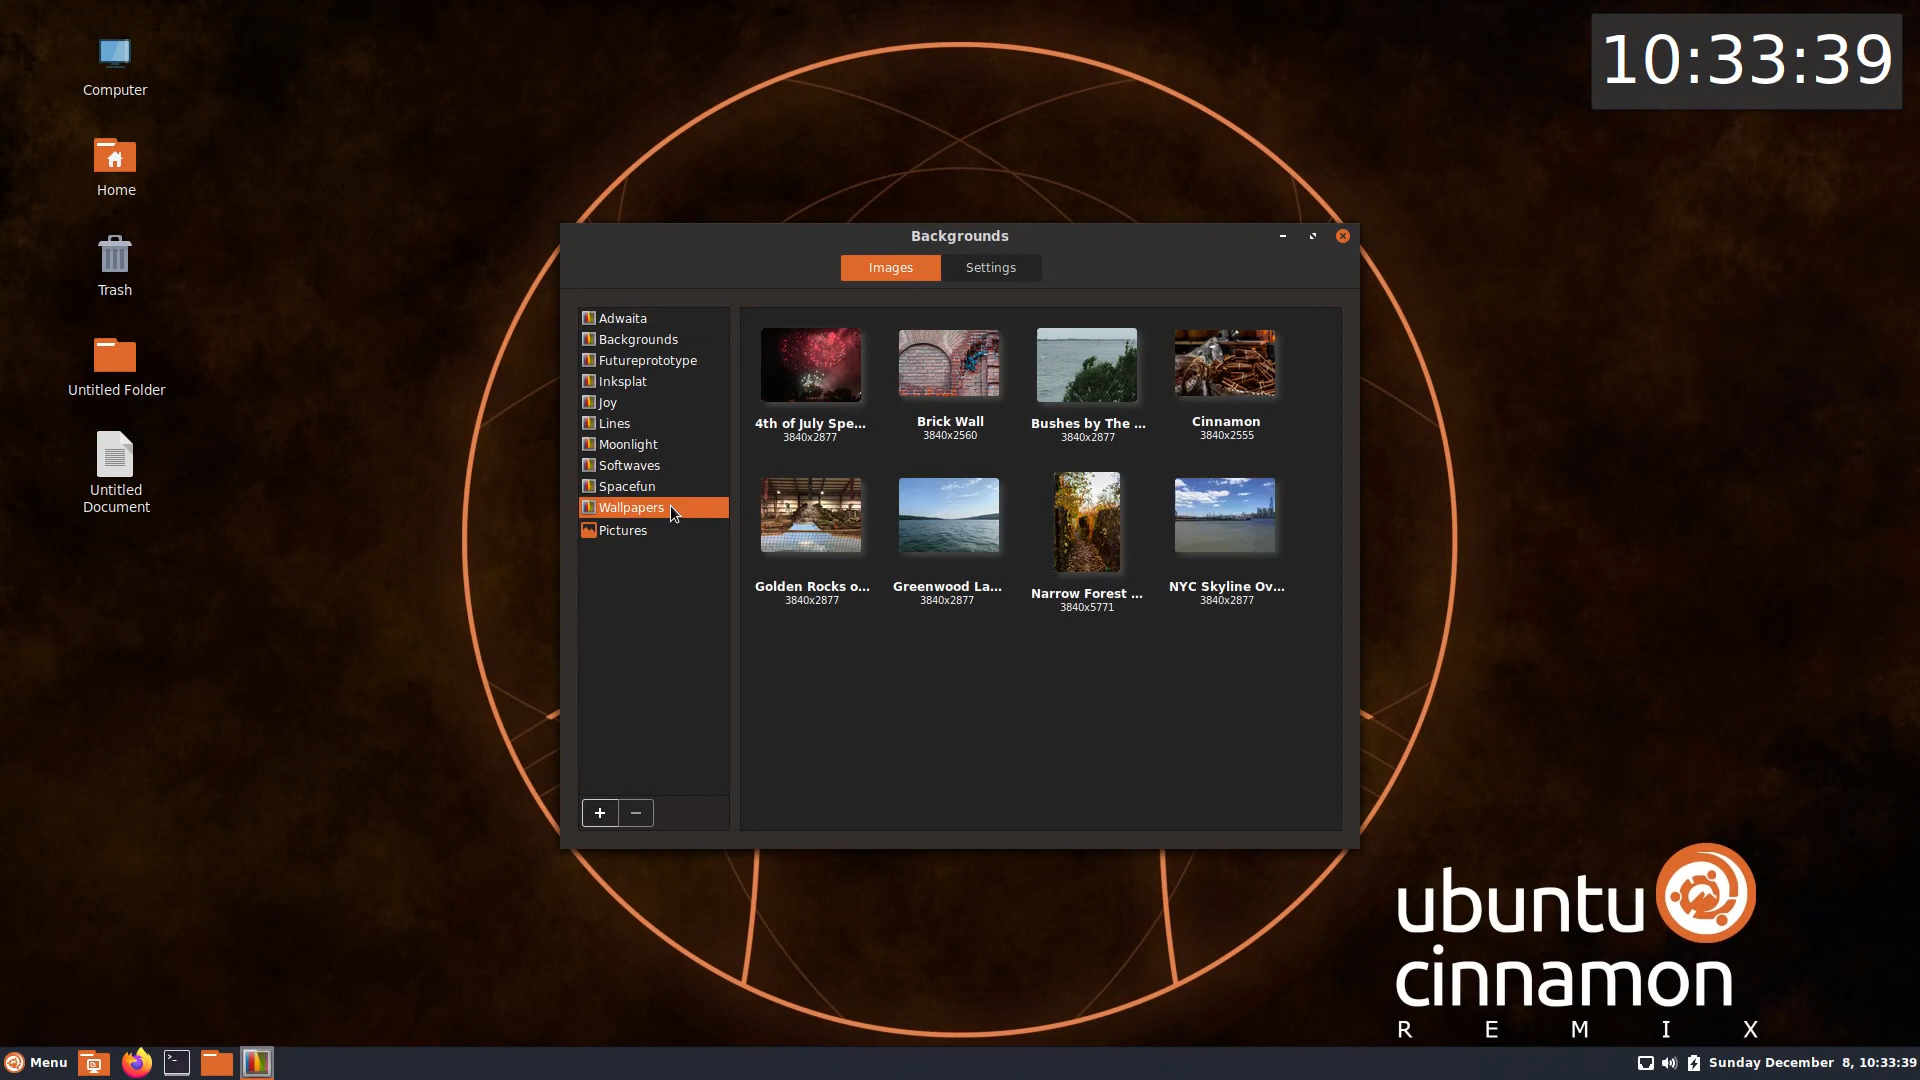 Computer
Home
Trash
Untitled Folder
Untitled
Document
10:33:39
Backgrounds
Images
Settings
Adwaita
Backgrounds
Futureprototype
Inksplat
Joy
Lines
Moonlight
Softwaves
Spacefun
Wallpapers
Pictures
4th of July Spe...
3840x2877
Brick Wall
3840x2560
Bushes by The ...
3840x2877
Cinnamon
3840x2555
Golden Rocks o...
3840x2877
Greenwood La...
3840x2877
Narrow Forest ...
3840x5771
NYC Skyline Ov...
3840x2877
ubuntu
cinnamon
R E M I X
Menu
Sunday December 8, 10:33:39